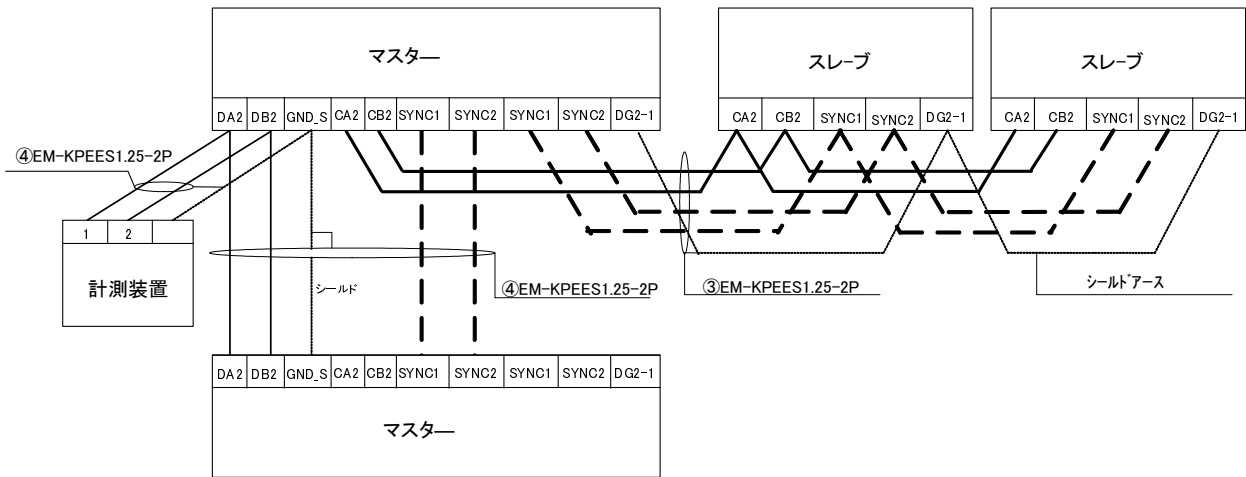 マスター
スレーブ
スレーブ
DA2 DB2 GND_S CA2 CB2 SYNC1 SYNC2 SYNC1 SYNC2 DG2-1
CA2 CB2 SYNC1 SYNC2 DG2-1
CA2 CB2 SYNC1 SYNC2 DG2-1
④EM-KPEES1.25-2P
1 2
計測装置
シールド
④EM-KPEES1.25-2P
③EM-KPEES1.25-2P
シールドアース
DA2 DB2 GND_S CA2 CB2 SYNC1 SYNC2 SYNC1 SYNC2 DG2-1
マスター